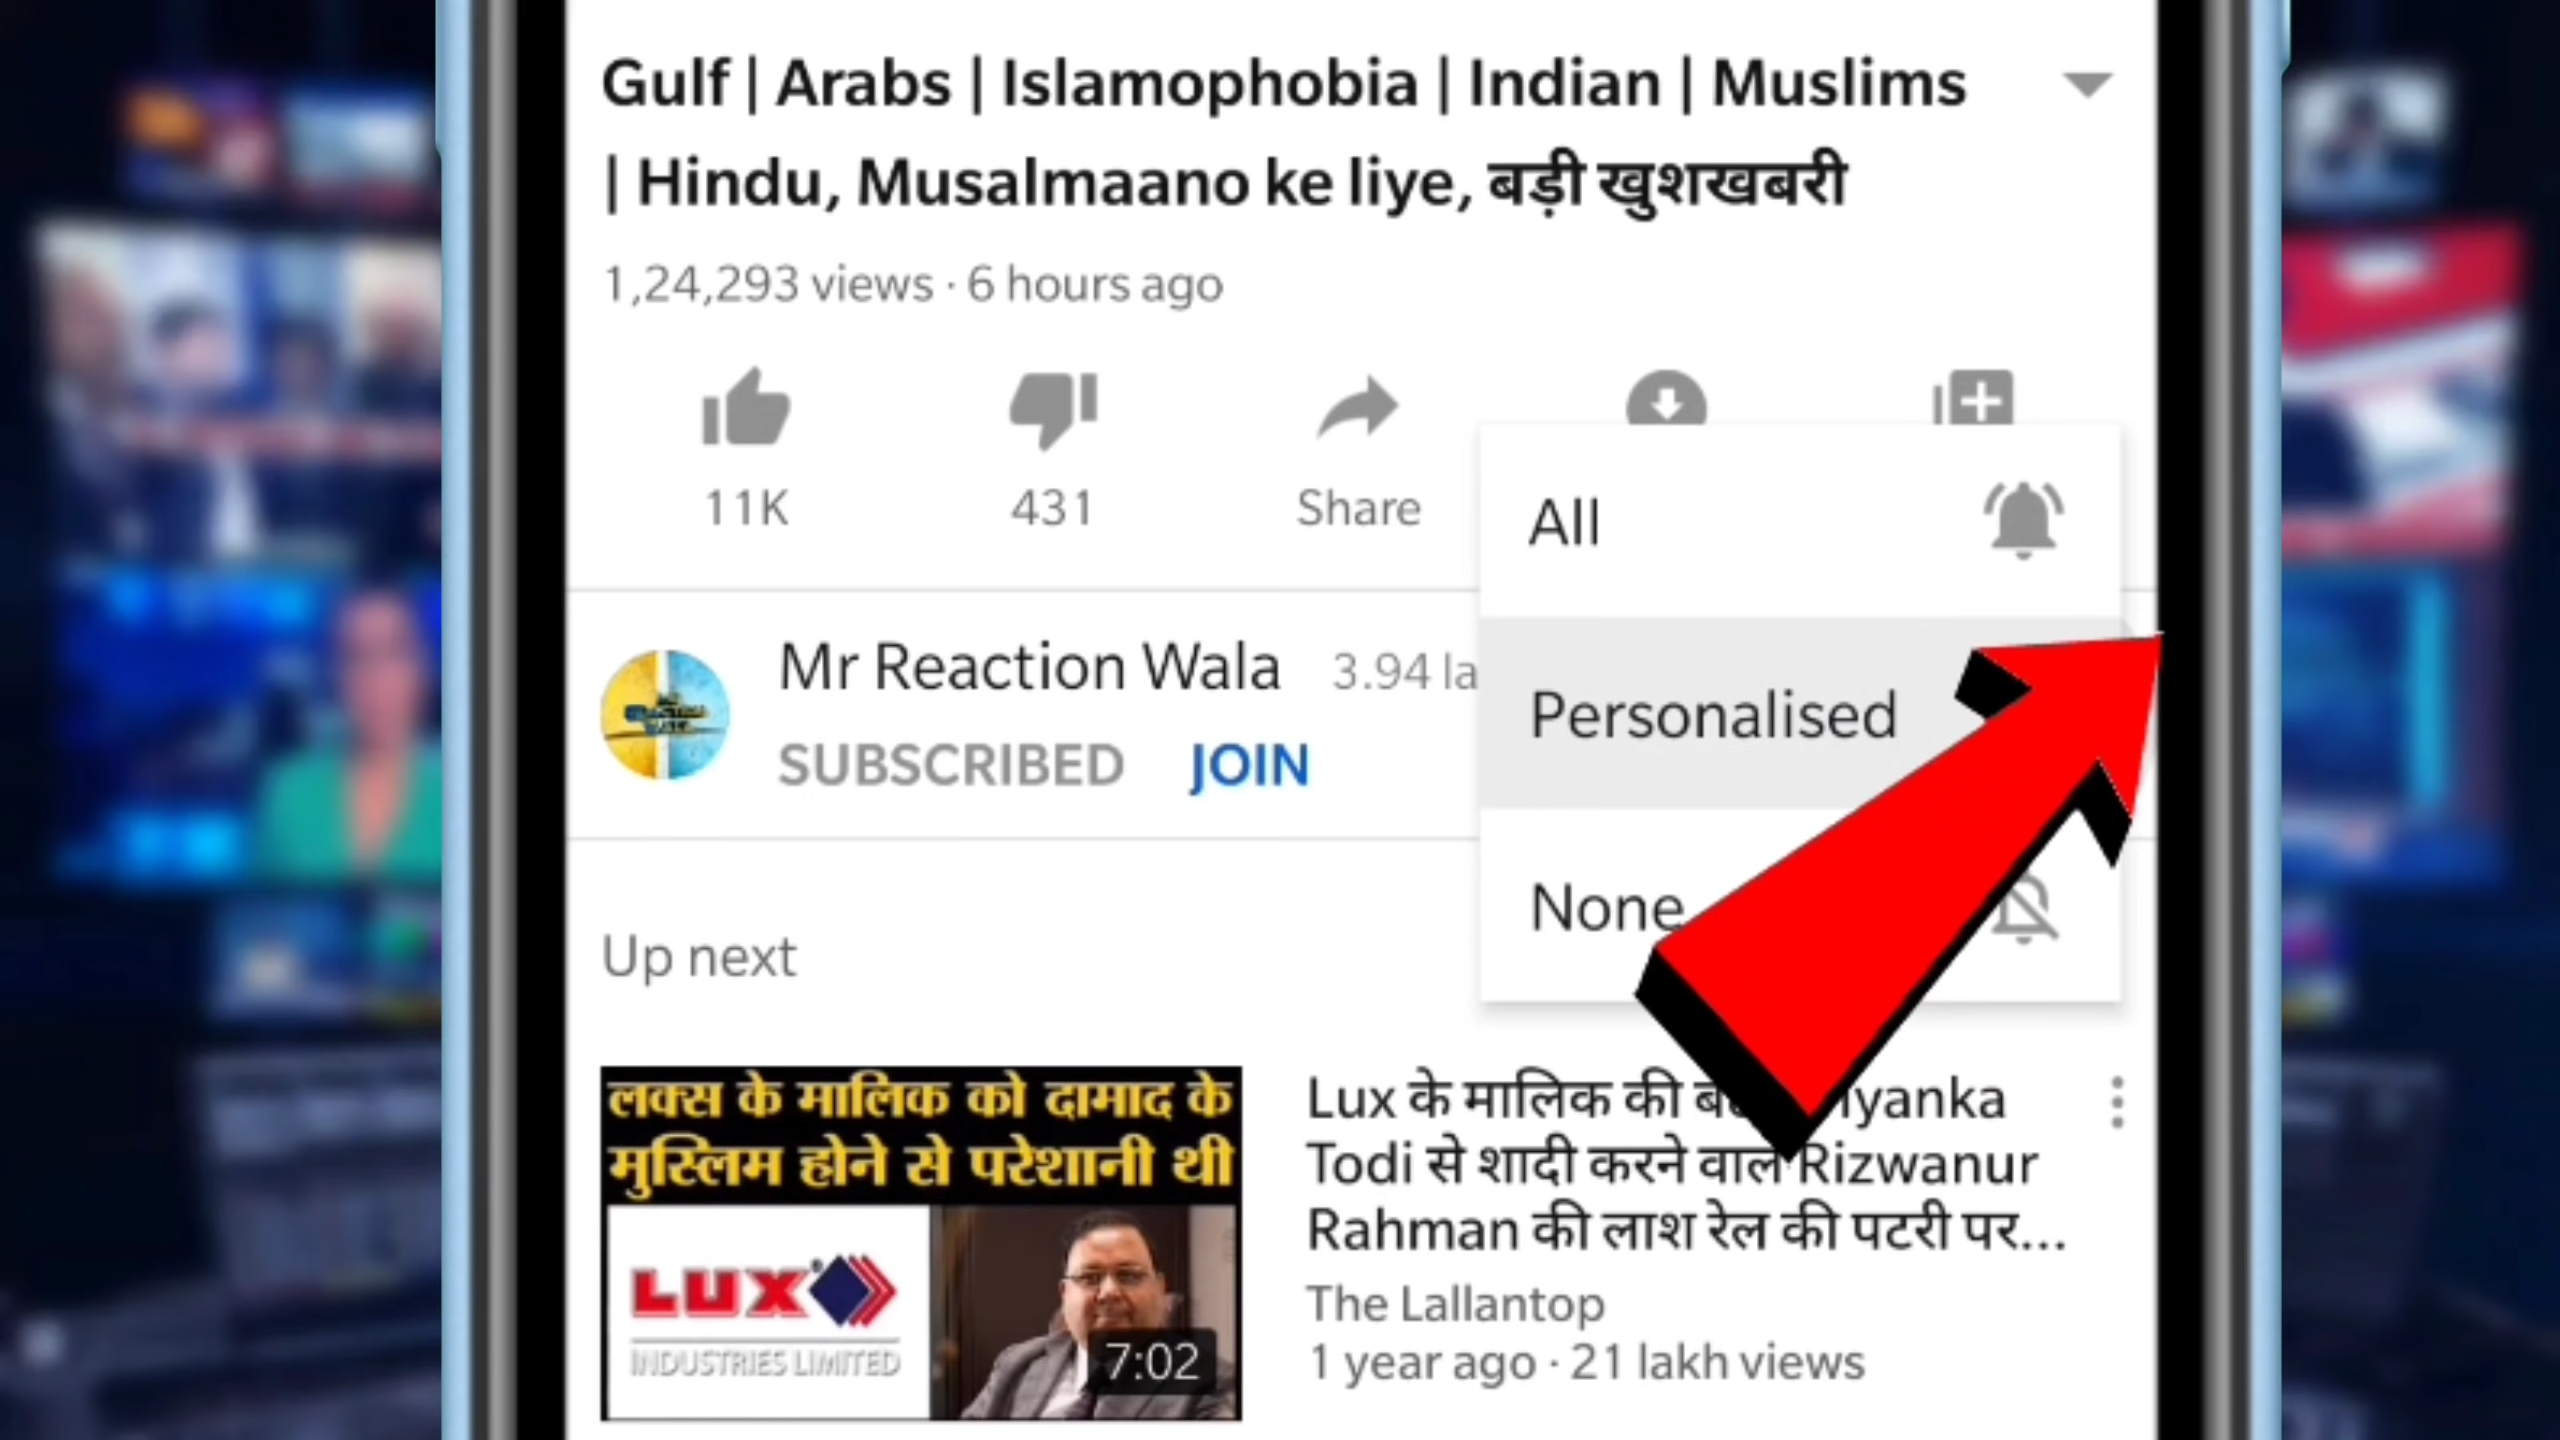 Gulf | Arabs | Islamophobia | Indian | Muslims
| Hindu, Musalmaano ke liye, बड़ी खुशखबरी
1,24,293 views · 6 hours ago
11K
431
Share
All
Mr Reaction Wala 3.94
SUBSCRIBED JOIN
Personalised
None
Up next
लक्स के मालिक को दामाद के
मुस्लिम होने से परेशानी थी
LUX
INDUSTRIES LIMITED
7:02
Lux के मालिक की
Todi से शादी करने वाले Rizwanur
Rahman की लाश रेल की पटरी पर...
The Lallantop
1 year ago · 21 lakh views